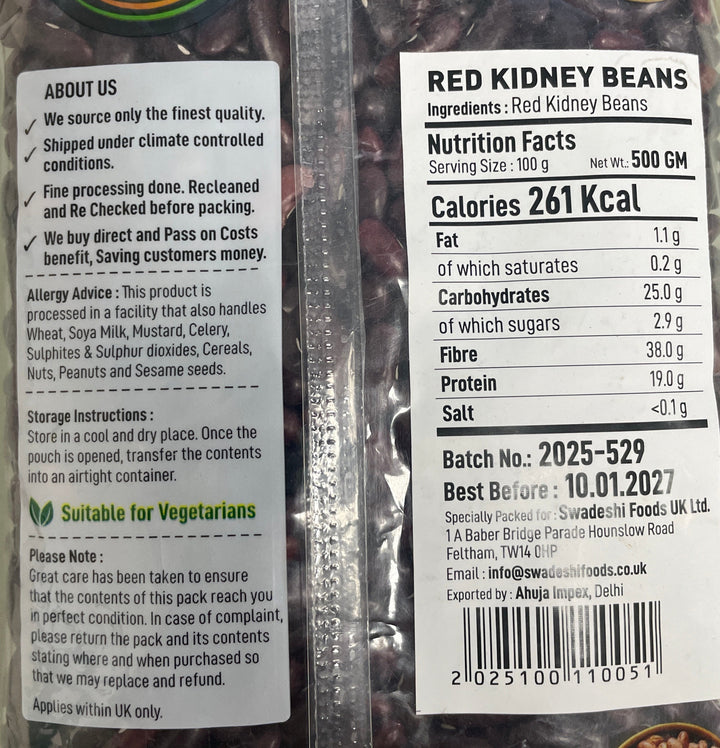 ABOUT US
✓ We source only the finest quality.
✓ Shipped under climate controlled
conditions.
✓ Fine processing done. Recleaned
and Re Checked before packing.
✓ We buy direct and Pass on Costs
benefit, Saving customers money.
Allergy Advice : This product is
processed in a facility that also handles
Wheat, Soya Milk, Mustard, Celery,
Sulphites & Sulphur dioxides, Cereals,
Nuts, Peanuts and Sesame seeds.
Storage Instructions :
Store in a cool and dry place. Once the
pouch is opened, transfer the contents
into an airtight container.
Suitable for Vegetarians
Please Note :
Great care has been taken to ensure
that the contents of this pack reach you
in perfect condition. In case of complaint,
please return the pack and its contents
stating where and when purchased so
that we may replace and refund.
Applies within UK only.
RED KIDNEY BEANS
Ingredients : Red Kidney Beans
Nutrition Facts
Serving Size : 100 g Net Wt.: 500 GM
Calories 261 Kcal
Fat 1.1 g
of which saturates 0.2 g
Carbohydrates 25.0 g
of which sugars 2.9 g
Fibre 38.0 g
Protein 19.0 g
Salt <0.1 g
Batch No.: 2025-529
Best Before : 10.01.2027
Specially Packed for : Swadeshi Foods UK Ltd.
1 A Baber Bridge Parade Hounslow Road
Feltham, TW14 0HP
Email : info@swadeshifoods.co.uk
Exported by : Ahuja Impex, Delhi
2 025100 110051